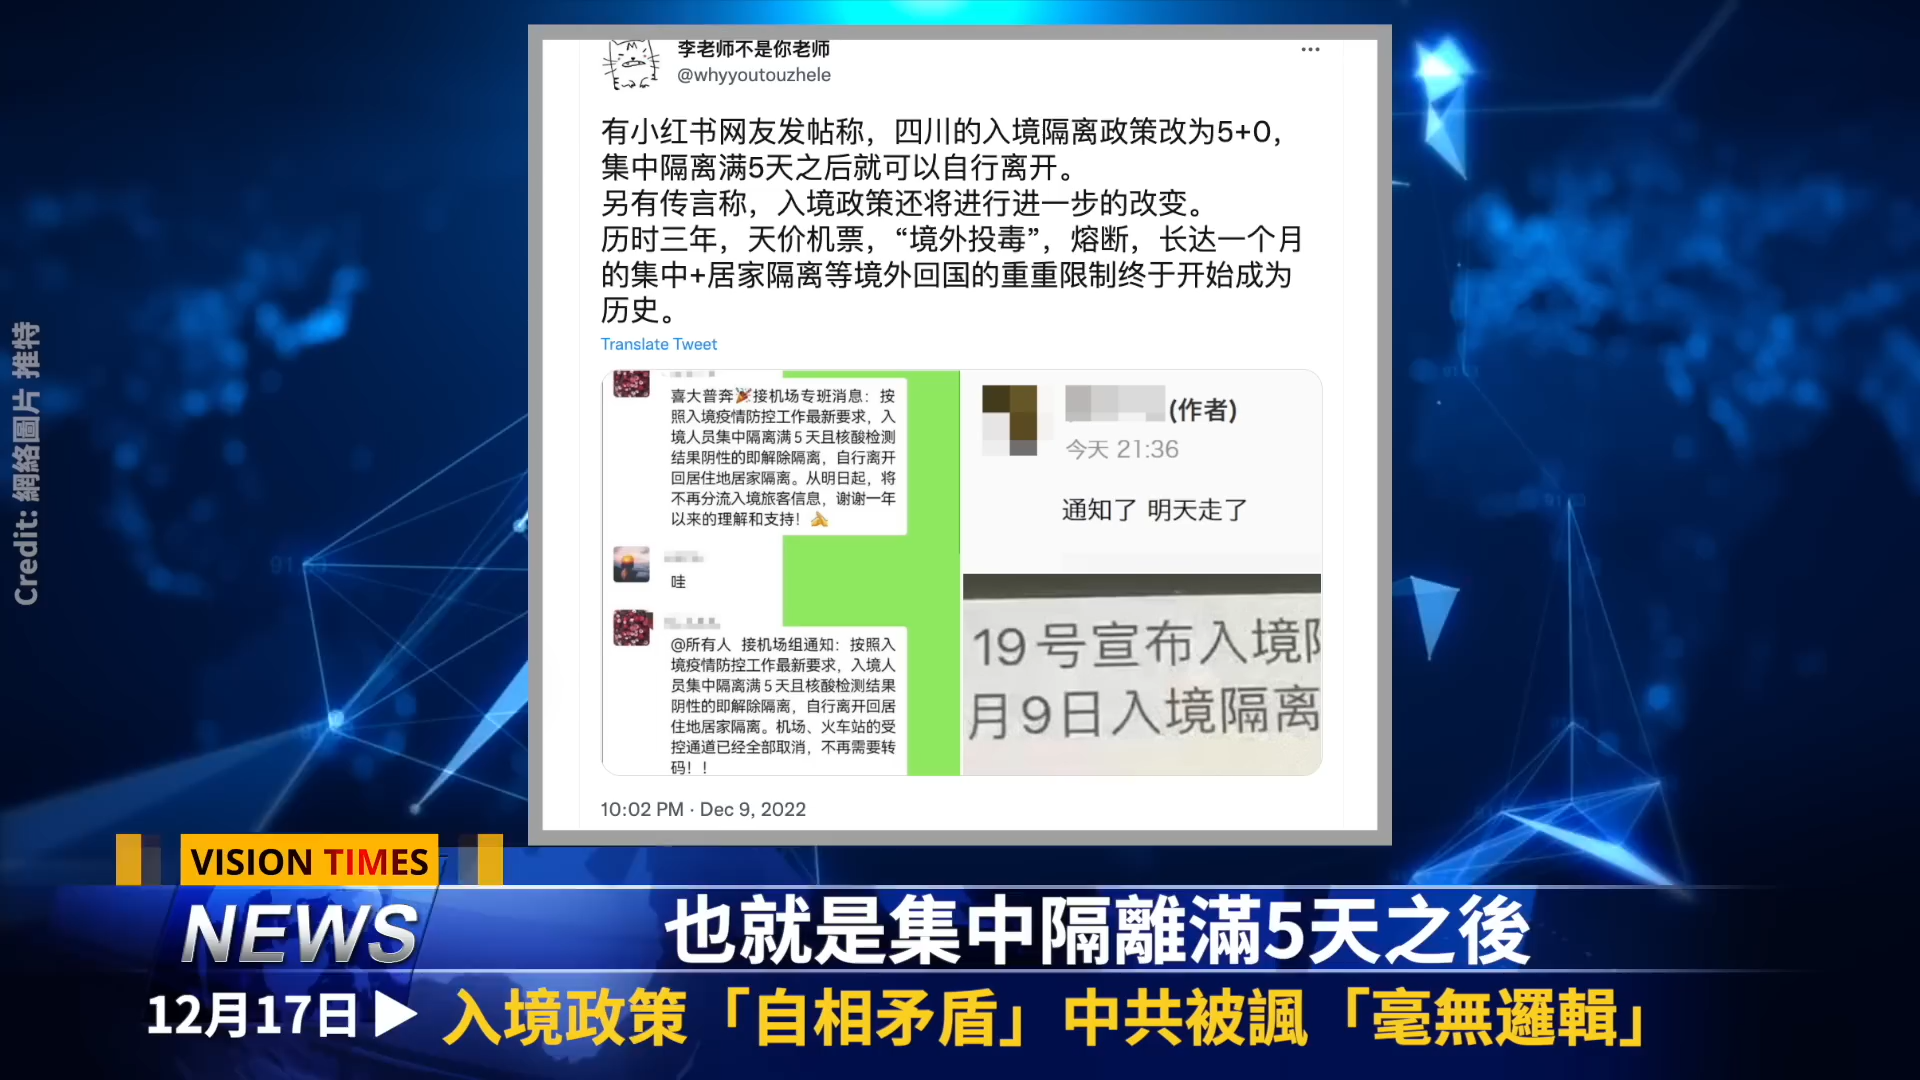 李老师不是你老师
@whyyoutouzhele
有小红书网友发帖称，四川的入境隔离政策改为5+0，
集中隔离满5天之后就可以自行离开。
另有传言称，入境政策还将进行进一步的改变。
历时三年，天价机票，“境外投毒”，熔断，长达一个月
的集中+居家隔离等境外回国的重重限制终于开始成为
历史。
Translate Tweet
喜大普奔🎉接机场专班消息：按
照入境疫情防控工作最新要求，入
境人员集中隔离满5天且核酸检测
结果阴性的即解除隔离，自行离开
回居住地居家隔离。从明日起，将
不再分流入境旅客信息，谢谢一年
以来的理解和支持！🙏
哇
@所有人 接机场组通知：按照入
境疫情防控工作最新要求，入境人
员集中隔离满5天且核酸检测结果
阴性的即解除隔离，自行离开回居
住地居家隔离。机场、火车站的受
控通道已经全部取消，不再需要转
码！！
(作者)
今天 21:36
通知了 明天走了
19号宣布入境
月9日入境隔离
10:02 PM · Dec 9, 2022
Credit: 網絡圖片 推特
VISION TIMES
NEWS
也就是集中隔離滿5天之後
12月17日
入境政策「自相矛盾」中共被諷「毫無邏輯」